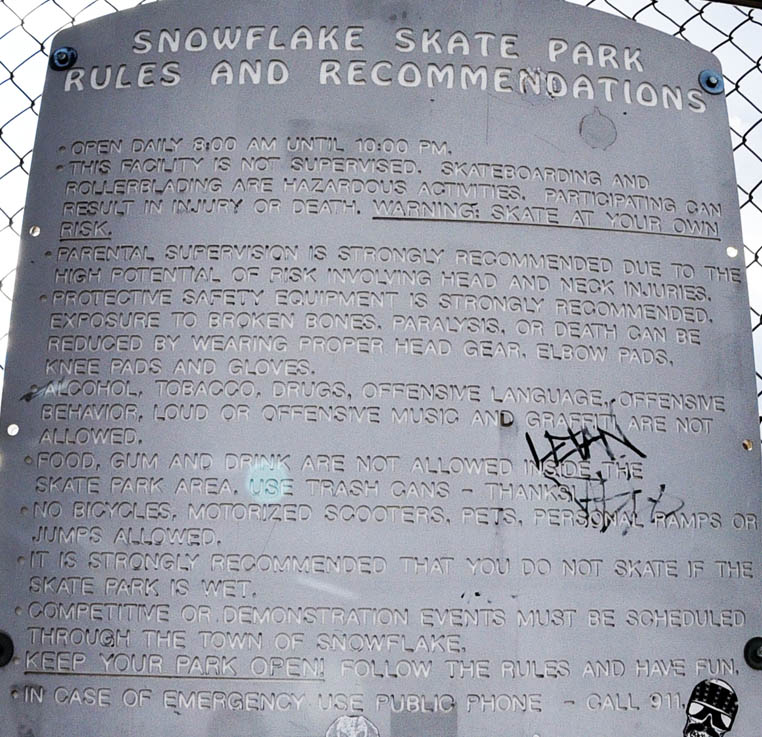 SNOWFLAKE SKATE PARK
RULES AND RECOMMENDATIONS
• OPEN DAILY 8:00 AM UNTIL 10:00 PM.
• THIS FACILITY IS NOT SUPERVISED. SKATEBOARDING AND
ROLLERBLADING ARE HAZARDOUS ACTIVITIES. PARTICIPATING CAN
RESULT IN INJURY OR DEATH. WARNING: SKATE AT YOUR OWN
RISK.
• PARENTAL SUPERVISION IS STRONGLY RECOMMENDED DUE TO THE
HIGH POTENTIAL OF RISK INVOLVING HEAD AND NECK INJURIES.
• PROTECTIVE SAFETY EQUIPMENT IS STRONGLY RECOMMENDED.
EXPOSURE TO BROKEN BONES, PARALYSIS, OR DEATH CAN BE
REDUCED BY WEARING PROPER HEAD GEAR, ELBOW PADS,
KNEE PADS AND GLOVES.
• ALCOHOL, TOBACCO, DRUGS, OFFENSIVE LANGUAGE, OFFENSIVE
BEHAVIOR, LOUD OR OFFENSIVE MUSIC AND GRAFFITI ARE NOT
ALLOWED.
• FOOD, GUM AND DRINK ARE NOT ALLOWED INSIDE THE
SKATE PARK AREA. USE TRASH CANS - THANKS!
• NO BICYCLES, MOTORIZED SCOOTERS, PETS, PERSONAL RAMPS OR
JUMPS ALLOWED.
• IT IS STRONGLY RECOMMENDED THAT YOU DO NOT SKATE IF THE
SKATE PARK IS WET.
• COMPETITIVE OR DEMONSTRATION EVENTS MUST BE SCHEDULED
THROUGH THE TOWN OF SNOWFLAKE.
• KEEP YOUR PARK OPEN! FOLLOW THE RULES AND HAVE FUN.
• IN CASE OF EMERGENCY USE PUBLIC PHONE - CALL 911.